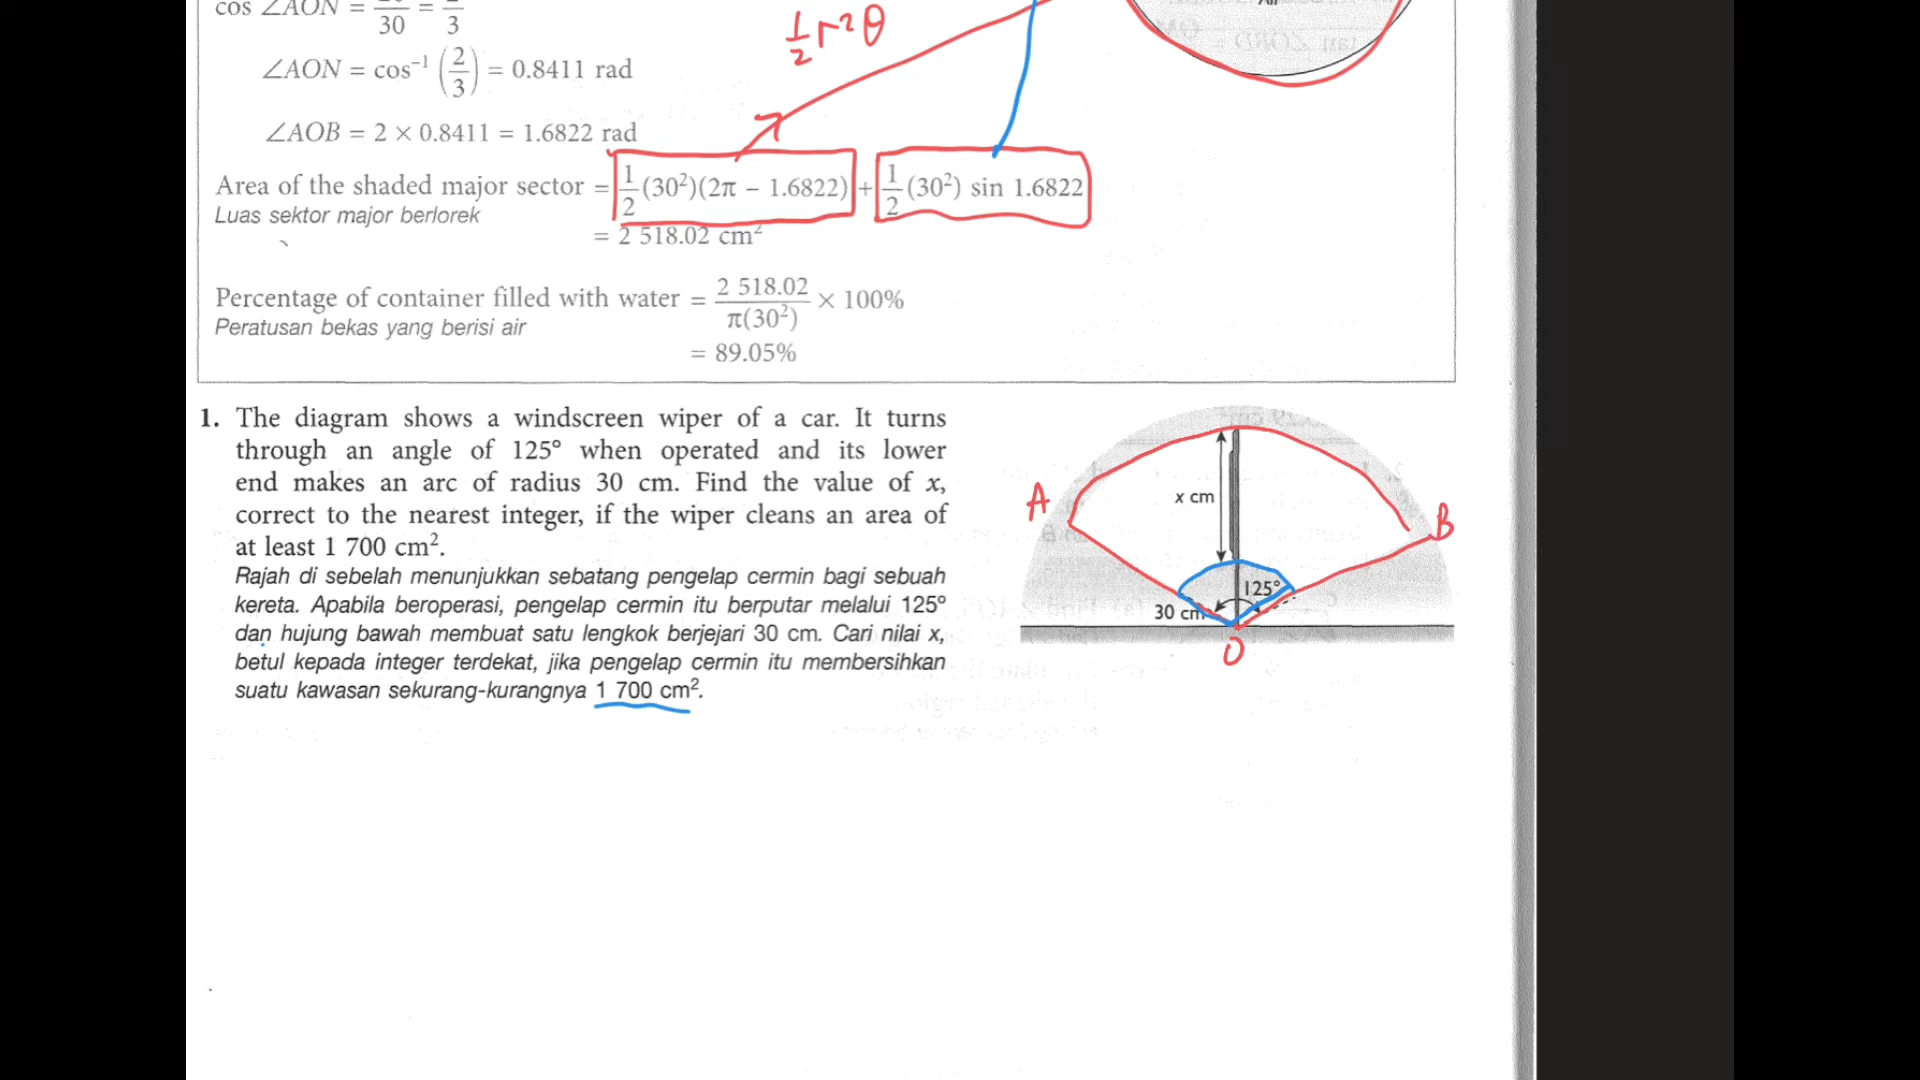 cos ∠AON = 30 = 3
½r²θ
∠AON = cos⁻¹ (2/3) = 0.8411 rad
∠AOB = 2 × 0.8411 = 1.6822 rad
Area of the shaded major sector = 1/2 (30²)(2π − 1.6822) + 1/2 (30²) sin 1.6822
Luas sektor major berlorek
= 2 518.02 cm²
Percentage of container filled with water = 2 518.02 / π(30²) × 100%
Peratusan bekas yang berisi air
= 89.05%
1. The diagram shows a windscreen wiper of a car. It turns
through an angle of 125° when operated and its lower
end makes an arc of radius 30 cm. Find the value of x,
correct to the nearest integer, if the wiper cleans an area of
at least 1 700 cm².
Rajah di sebelah menunjukkan sebatang pengelap cermin bagi sebuah
kereta. Apabila beroperasi, pengelap cermin itu berputar melalui 125°
dan hujung bawah membuat satu lengkok berjejari 30 cm. Cari nilai x,
betul kepada integer terdekat, jika pengelap cermin itu membersihkan
suatu kawasan sekurang-kurangnya 1 700 cm².
A
x cm
B
125°
30 cm
O